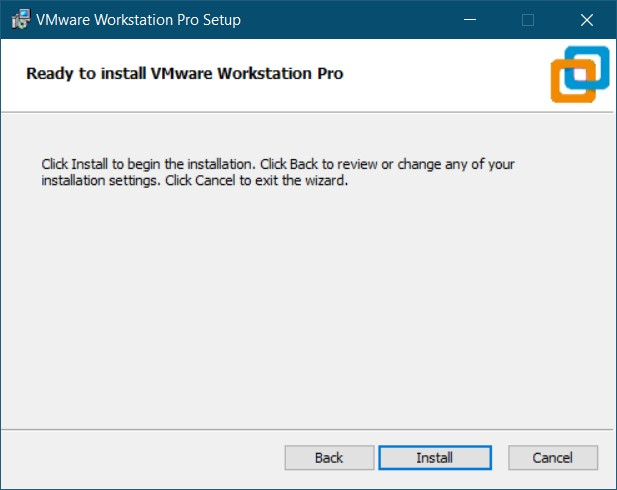 VMware Workstation Pro Setup
Ready to install VMware Workstation Pro
Click Install to begin the installation. Click Back to review or change any of your
installation settings. Click Cancel to exit the wizard.
Back
Install
Cancel